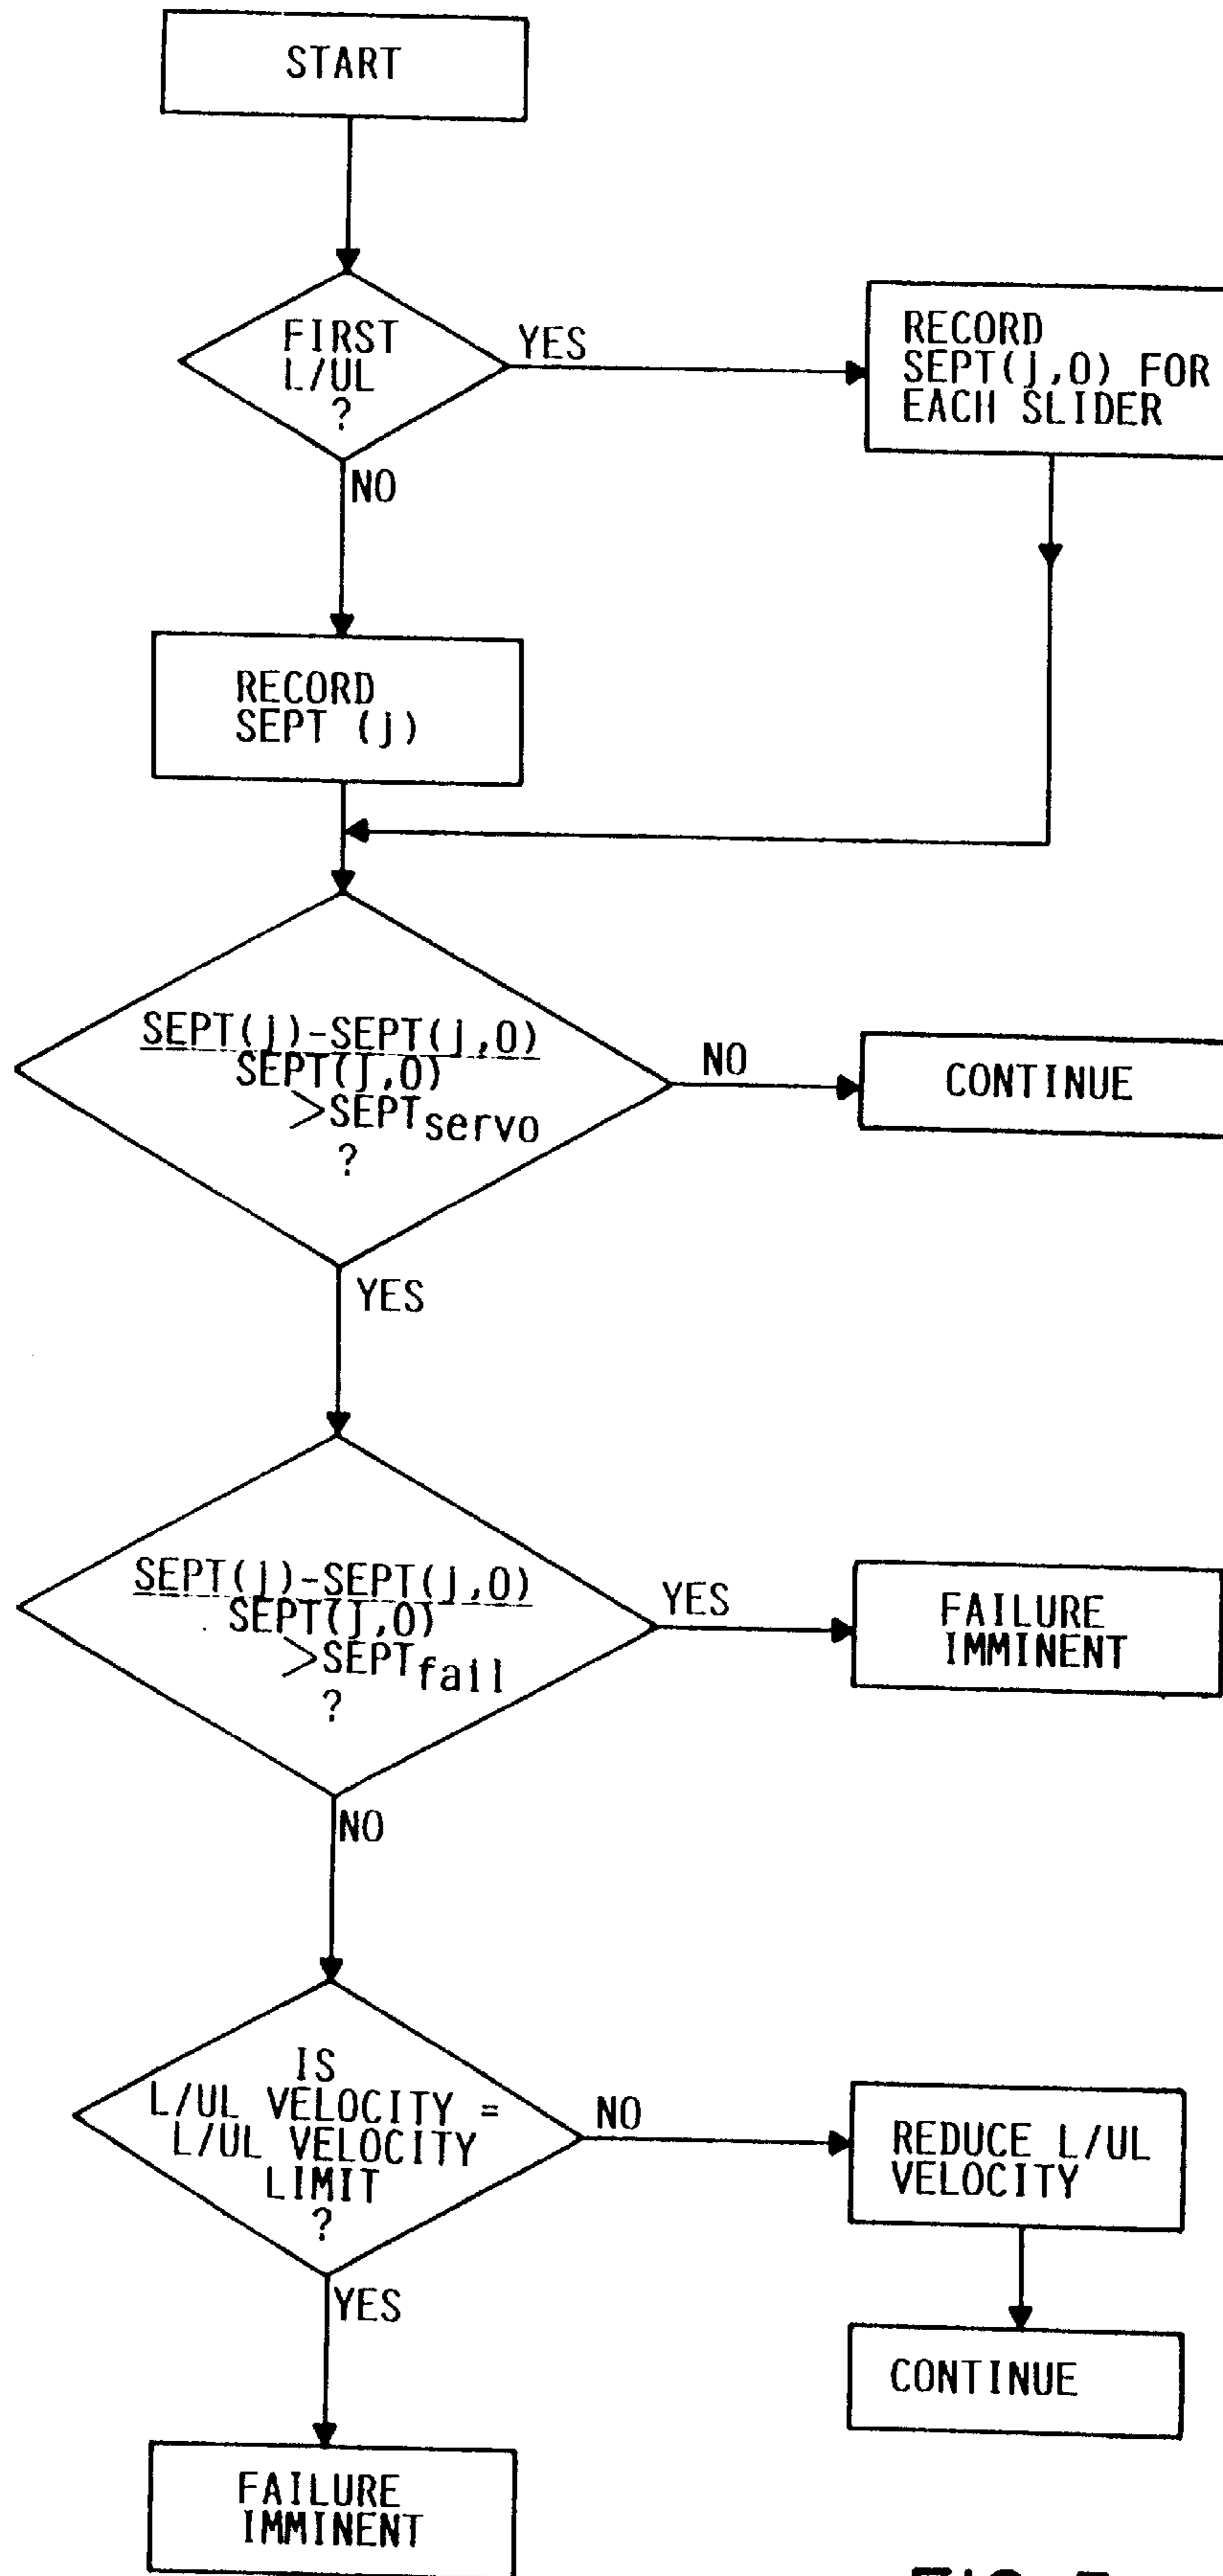 START
FIRST
L/UL
?
YES
RECORD
SEPT(j,0) FOR
EACH SLIDER
NO
RECORD
SEPT (j)
SEPT(j)-SEPT(j,0)
SEPT(j,0)
>SEPTservo
?
NO
CONTINUE
YES
SEPT(j)-SEPT(j,0)
SEPT(j,0)
>SEPTfail
?
YES
FAILURE
IMMINENT
NO
IS
L/UL VELOCITY =
L/UL VELOCITY
LIMIT
?
NO
REDUCE L/UL
VELOCITY
YES
CONTINUE
FAILURE
IMMINENT